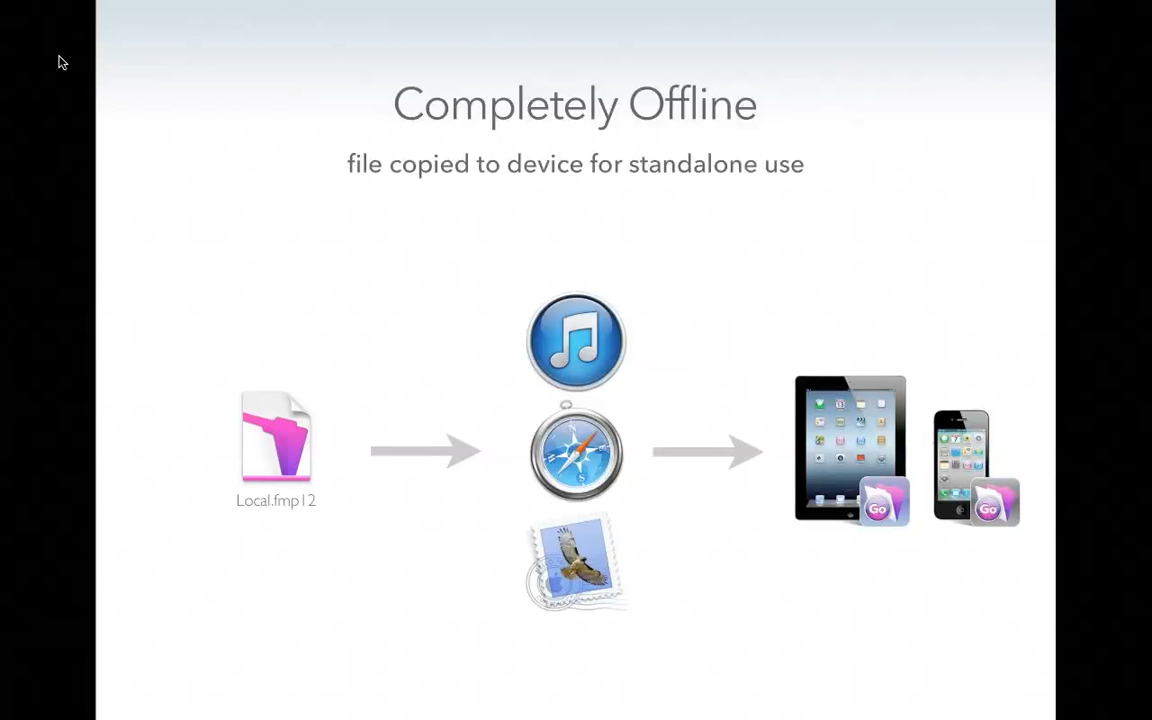 Completely Offline
file copied to device for standalone use
Local.fmp12
Go
Go